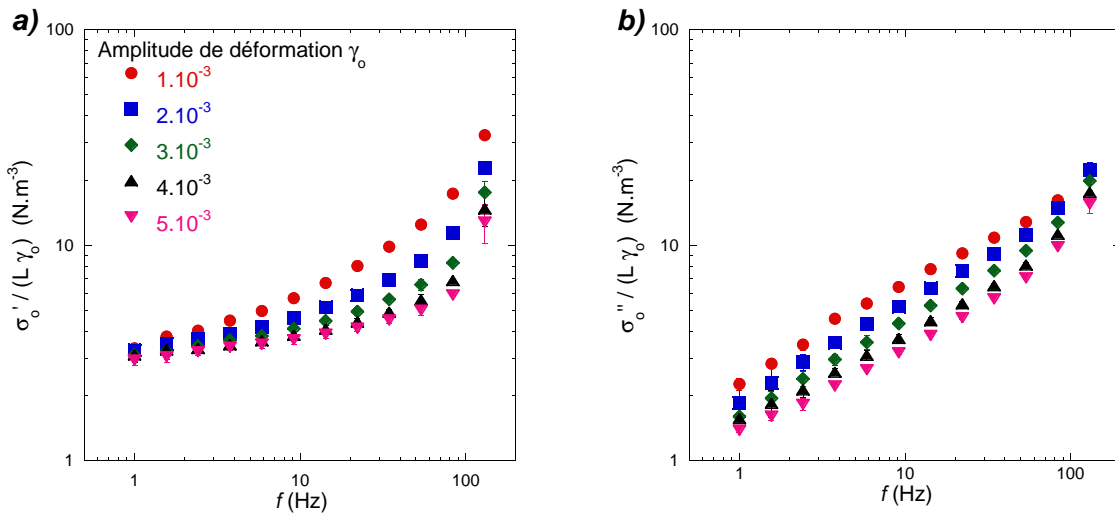 a)
100
Amplitude de déformation γₒ
1.10⁻³
2.10⁻³
3.10⁻³
4.10⁻³
5.10⁻³
10
1
σₒ' / (L γₒ) (N.m⁻³)
1 10 100
f (Hz)
b)
100
10
1
σₒ'' / (L γₒ) (N.m⁻³)
1 10 100
f (Hz)